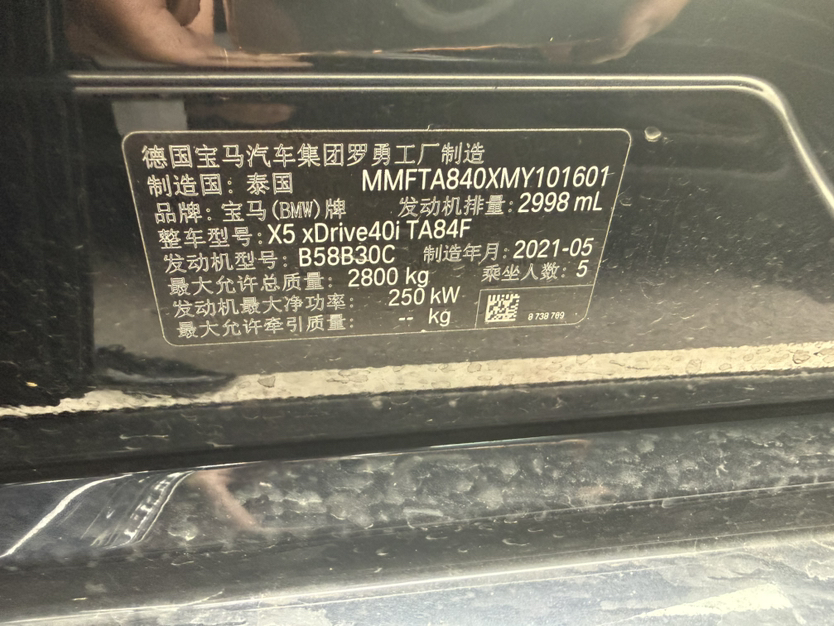 德国宝马汽车集团罗勇工厂制造
制造国: 泰国 MMFTA840XMY101601
品牌: 宝马(BMW)牌 发动机排量: 2998 mL
整车型号: X5 xDrive40i TA84F
发动机型号: B58B30C 制造年月: 2021-05
最大允许总质量: 2800 kg 乘坐人数: 5
发动机最大净功率: 250 kW
最大允许牵引质量: -- kg
8 738 789